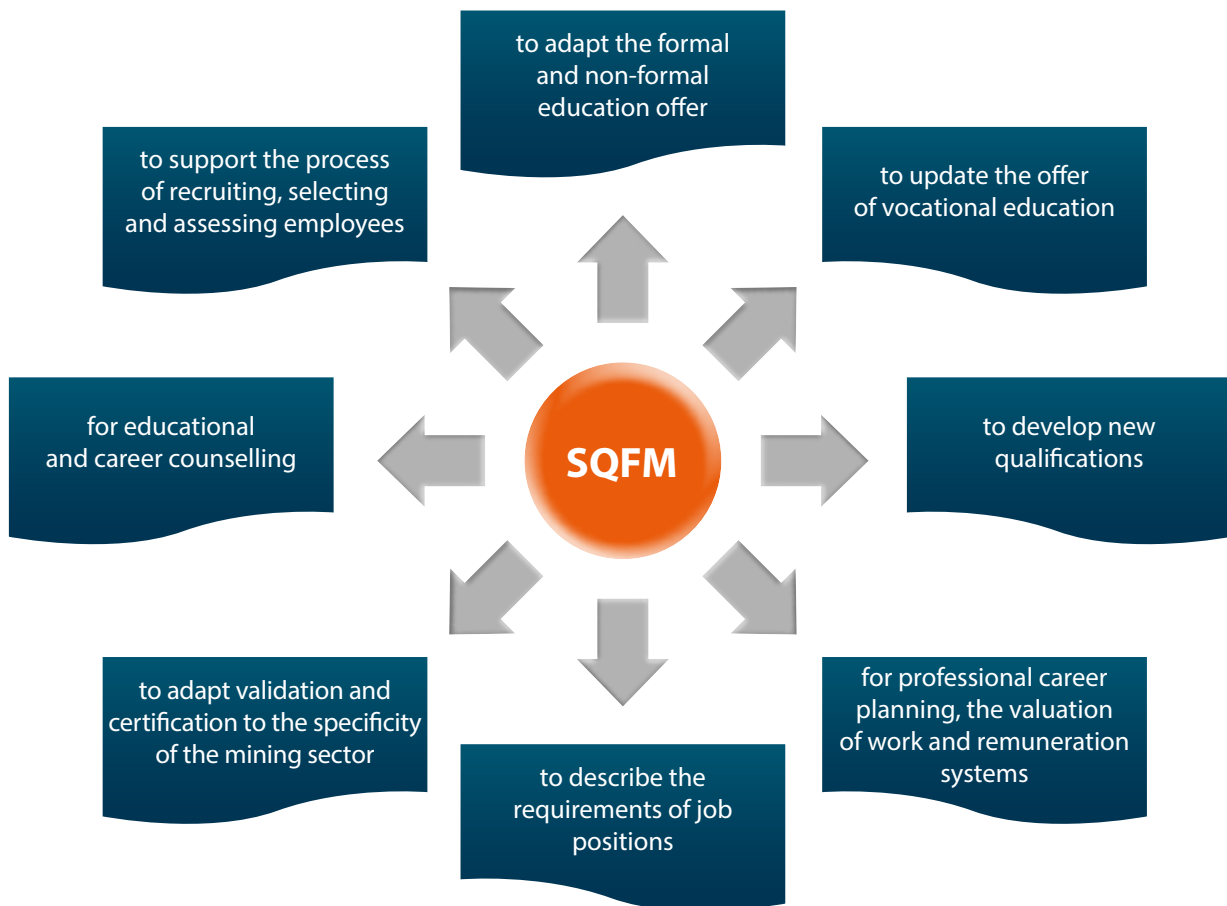 to adapt the formal
and non-formal
education offer
to support the process
of recruiting, selecting
and assessing employees
to update the offer
of vocational education
for educational
and career counselling
SQFM
to develop new
qualifications
to adapt validation and
certification to the specificity
of the mining sector
for professional career
planning, the valuation
of work and remuneration
systems
to describe the
requirements of job
positions